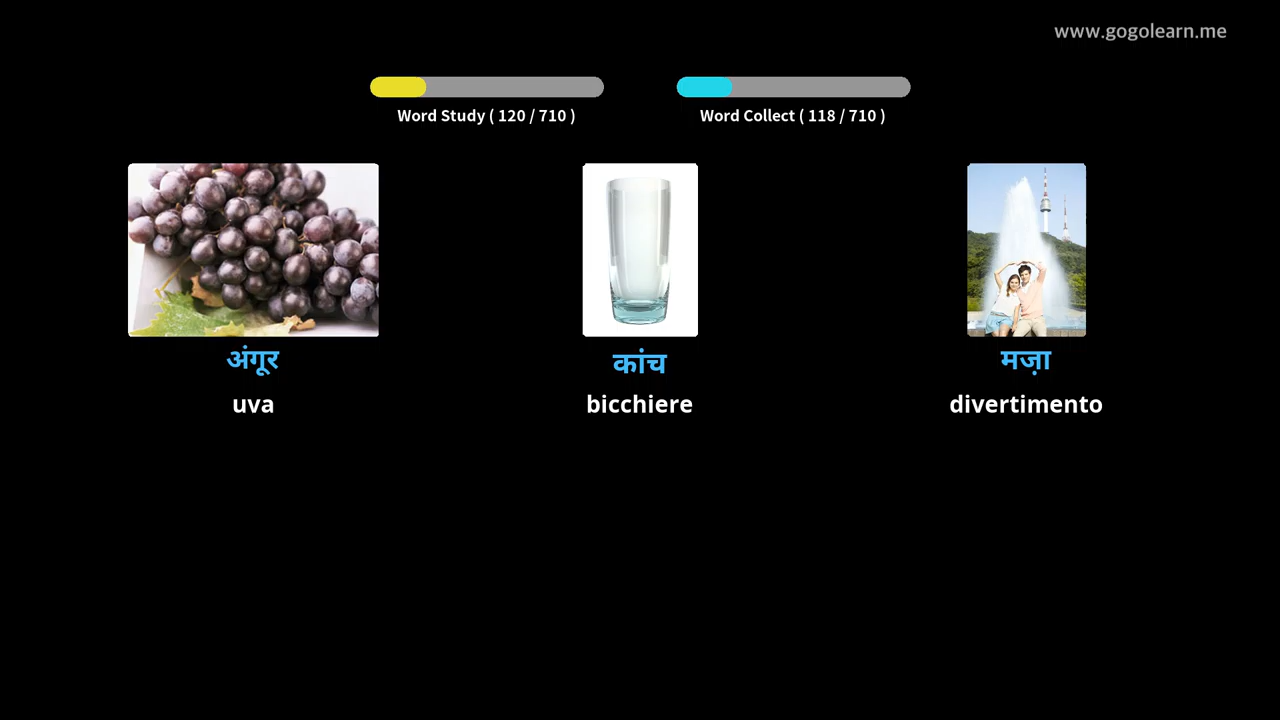 www.gogolearn.me
Word Study ( 120 / 710 )
Word Collect ( 118 / 710 )
अंगूर
कांच
मज़ा
uva
bicchiere
divertimento